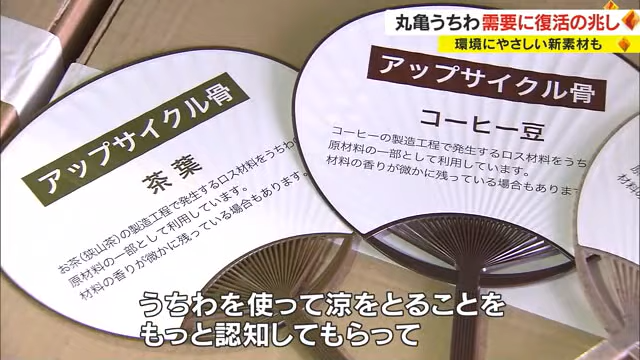 丸亀うちわ 需要に復活の兆し
環境にやさしい新素材も
アップサイクル骨
茶葉
お茶(狭山茶)の製造工程で発生するロス材料をうちわ
原材料の一部として利用しています。
材料の香りが微かに残っている場合もあります。
アップサイクル骨
コーヒー豆
コーヒーの製造工程で発生するロス材料をうち
原材料の一部として利用しています。
材料の香りが微かに残っている場合もあります
うちわを使って涼をとることを
もっと認知してもらって